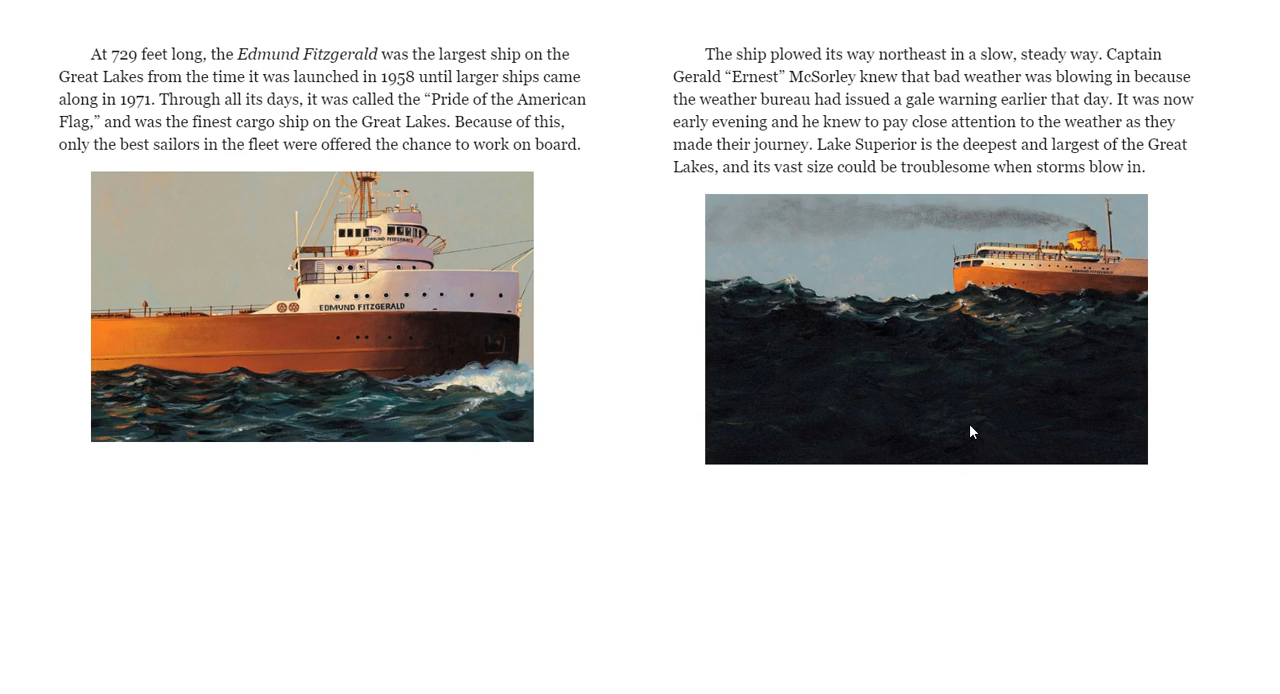 At 729 feet long, the Edmund Fitzgerald was the largest ship on the
Great Lakes from the time it was launched in 1958 until larger ships came
along in 1971. Through all its days, it was called the “Pride of the American
Flag,” and was the finest cargo ship on the Great Lakes. Because of this,
only the best sailors in the fleet were offered the chance to work on board.
EDMUND FITZGERALD
EDMUND FITZGERALD
The ship plowed its way northeast in a slow, steady way. Captain
Gerald “Ernest” McSorley knew that bad weather was blowing in because
the weather bureau had issued a gale warning earlier that day. It was now
early evening and he knew to pay close attention to the weather as they
made their journey. Lake Superior is the deepest and largest of the Great
Lakes, and its vast size could be troublesome when storms blow in.